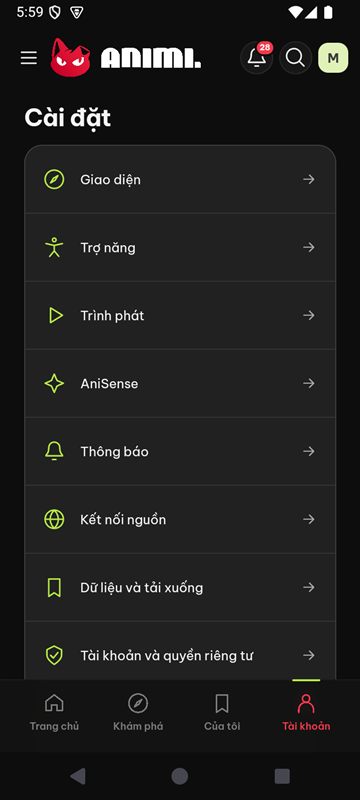 5:59
ANIMI.
28
M
Cài đặt
Giao diện
Trợ năng
Trình phát
AniSense
Thông báo
Kết nối nguồn
Dữ liệu và tải xuống
Tài khoản và quyền riêng tư
Trang chủ
Khám phá
Của tôi
Tài khoản